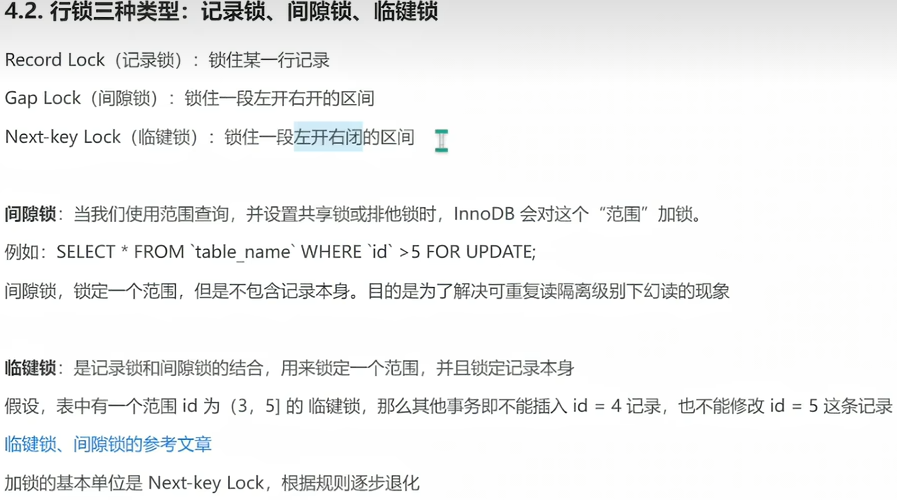 4.2. 行锁三种类型：记录锁、间隙锁、临键锁
Record Lock（记录锁）：锁住某一行记录
Gap Lock（间隙锁）：锁住一段左开右开的区间
Next-key Lock（临键锁）：锁住一段左开右闭的区间
间隙锁：当我们使用范围查询，并设置共享锁或排他锁时，InnoDB 会对这个“范围”加锁。
例如：SELECT * FROM `table_name` WHERE `id` >5 FOR UPDATE;
间隙锁，锁定一个范围，但是不包含记录本身。目的是为了解决可重复读隔离级别下幻读的现象
临键锁：是记录锁和间隙锁的结合，用来锁定一个范围，并且锁定记录本身
假设，表中有一个范围 id 为（3，5] 的 临键锁，那么其他事务即不能插入 id = 4 记录，也不能修改 id = 5 这条记录
临键锁、间隙锁的参考文章
加锁的基本单位是 Next-key Lock，根据规则逐步退化